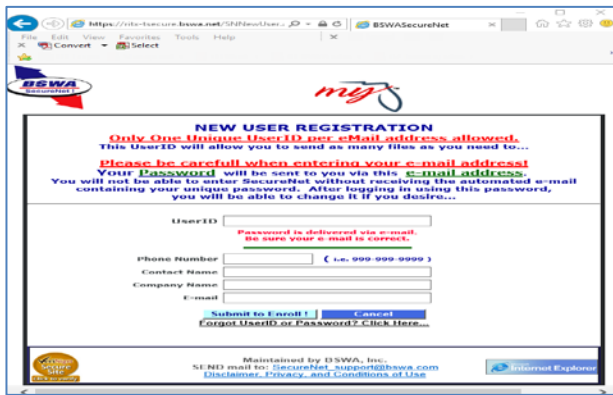 https://nits-tsecure.bswa.net/SNNewUser. BSWASecureNet
File Edit View Favorites Tools Help
Convert Select
BSWA
SecureNet
my
NEW USER REGISTRATION
Only One Unique UserID per eMail address allowed.
This UserID will allow you to send as many files as you need to...
Please be carefull when entering your e-mail address!
Your Password will be sent to you via this e-mail address.
You will not be able to enter SecureNet without receiving the automated e-mail
containing your unique password. After logging in using this password,
you will be able to change it if you desire...
UserID
Password is delivered via e-mail.
Be sure your e-mail is correct.
Phone Number ( i.e. 999-999-9999 )
Contact Name
Company Name
E-mail
Submit to Enroll ! Cancel
Forgot UserID or Password? Click Here...
Secure
Site
Maintained by BSWA, Inc.
SEND mail to: SecureNet_support@bswa.com
Disclaimer, Privacy, and Conditions of Use
Internet Explorer